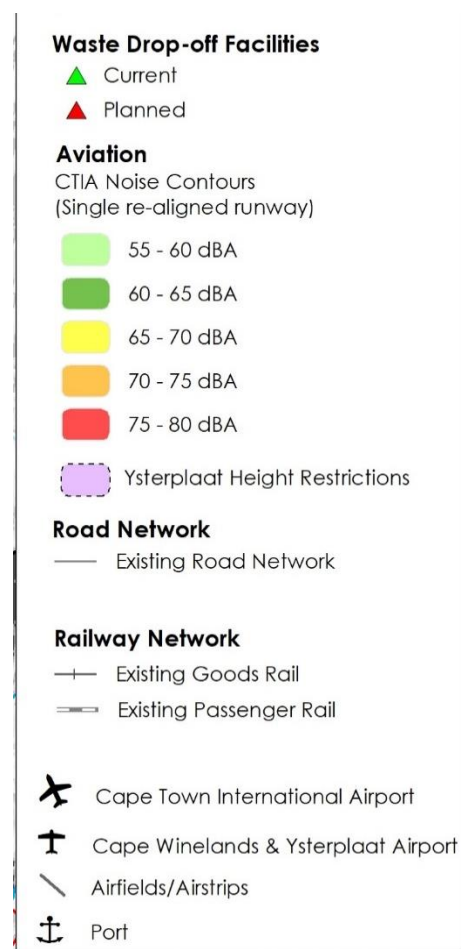 Waste Drop-off Facilities
Current
Planned
Aviation
CTIA Noise Contours
(Single re-aligned runway)
55 - 60 dBA
60 - 65 dBA
65 - 70 dBA
70 - 75 dBA
75 - 80 dBA
Ysterplaat Height Restrictions
Road Network
Existing Road Network
Railway Network
Existing Goods Rail
Existing Passenger Rail
Cape Town International Airport
Cape Winelands & Ysterplaat Airport
Airfields/Airstrips
Port